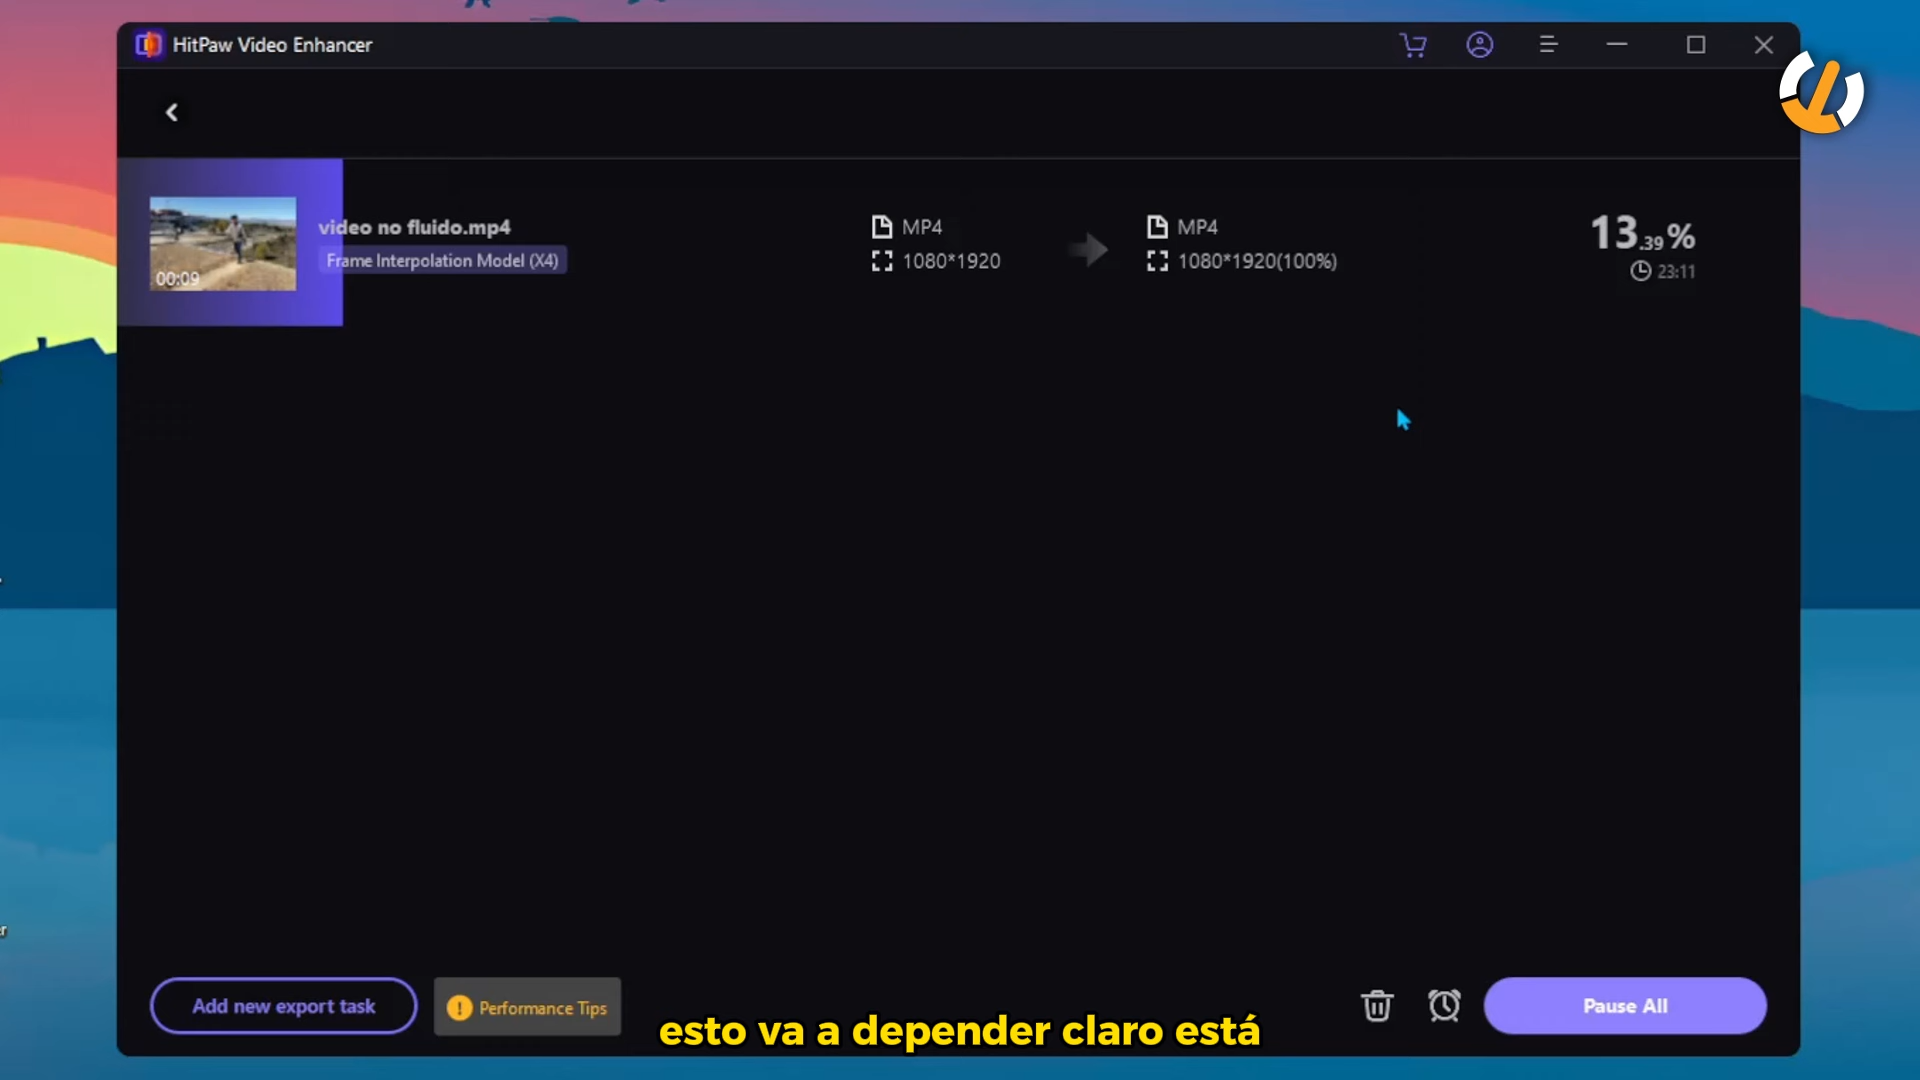 HitPaw Video Enhancer
video no fluido.mp4
Frame Interpolation Model (X4)
00:09
MP4
1080*1920
MP4
1080*1920(100%)
13.39%
23:11
Add new export task
! Performance Tips
Pause All
esto va a depender claro está